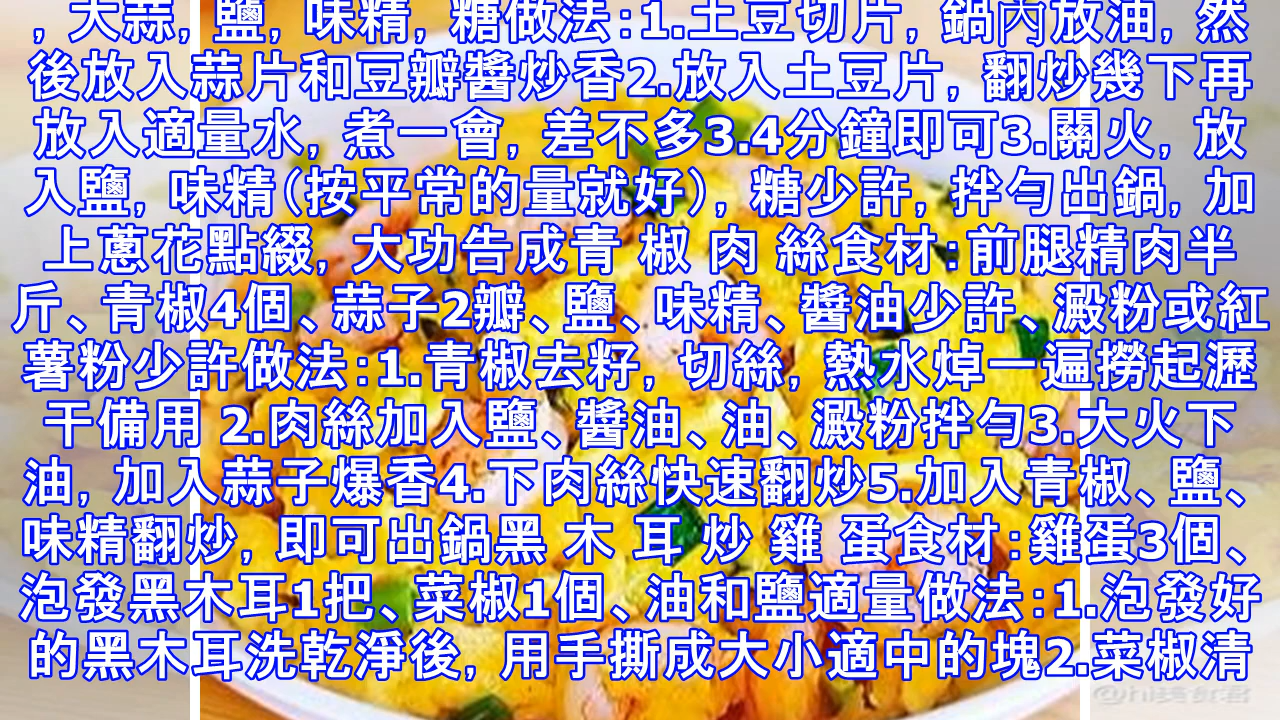 , 大蒜, 鹽, 味精, 糖做法:1.土豆切片, 鍋內放油, 然
後放入蒜片和豆瓣醬炒香2.放入土豆片, 翻炒幾下再
放入適量水, 煮一會, 差不多3.4分鐘即可3.關火, 放
入鹽, 味精(按平常的量就好), 糖少許, 拌勻出鍋, 加
上蔥花點綴, 大功告成青 椒 肉 絲食材:前腿精肉半
斤、青椒4個、蒜子2瓣、鹽、味精、醬油少許、澱粉或紅
薯粉少許做法:1.青椒去籽, 切絲, 熱水焯一遍撈起瀝
干備用 2.肉絲加入鹽、醬油、油、澱粉拌勻3.大火下
油, 加入蒜子爆香4.下肉絲快速翻炒5.加入青椒、鹽、
味精翻炒, 即可出鍋黑 木 耳 炒 雞 蛋食材:雞蛋3個、
泡發黑木耳1把、菜椒1個、油和鹽適量做法:1.泡發好
的黑木耳洗乾淨後, 用手撕成大小適中的塊2.菜椒清